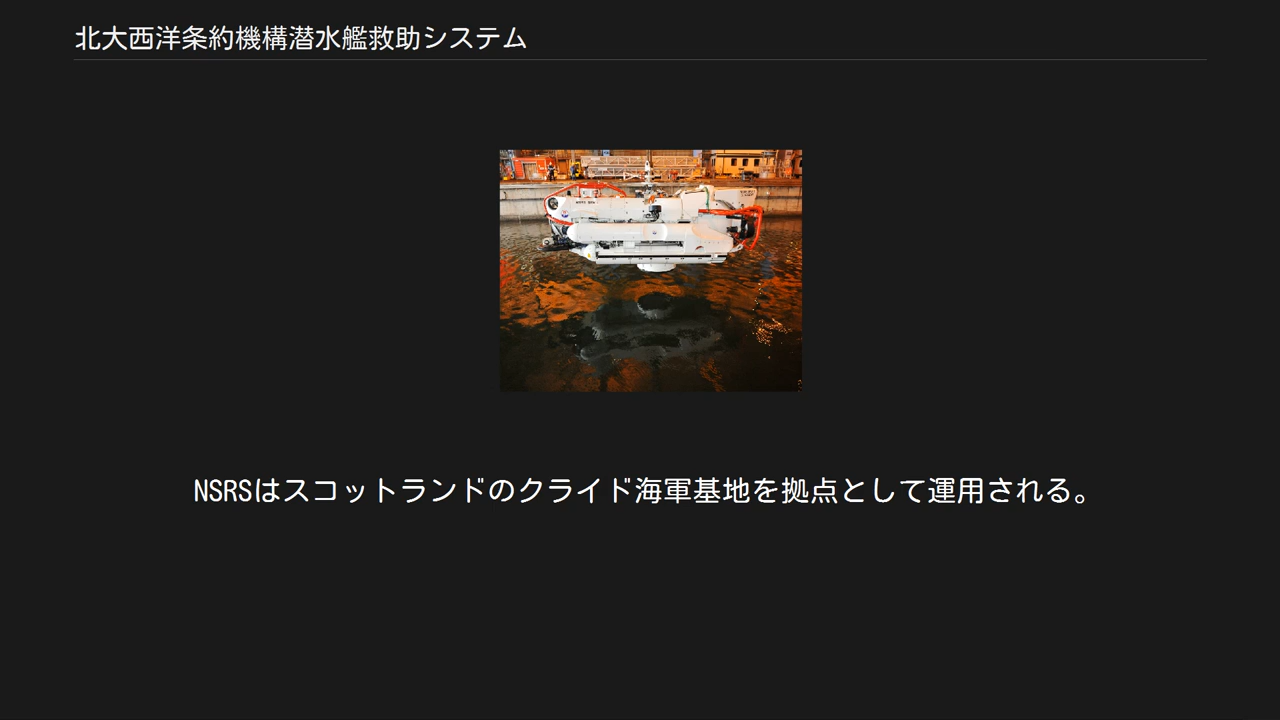 北大西洋条約機構潜水艦救助システム
NSRSはスコットランドのクライド海軍基地を拠点として運用される。